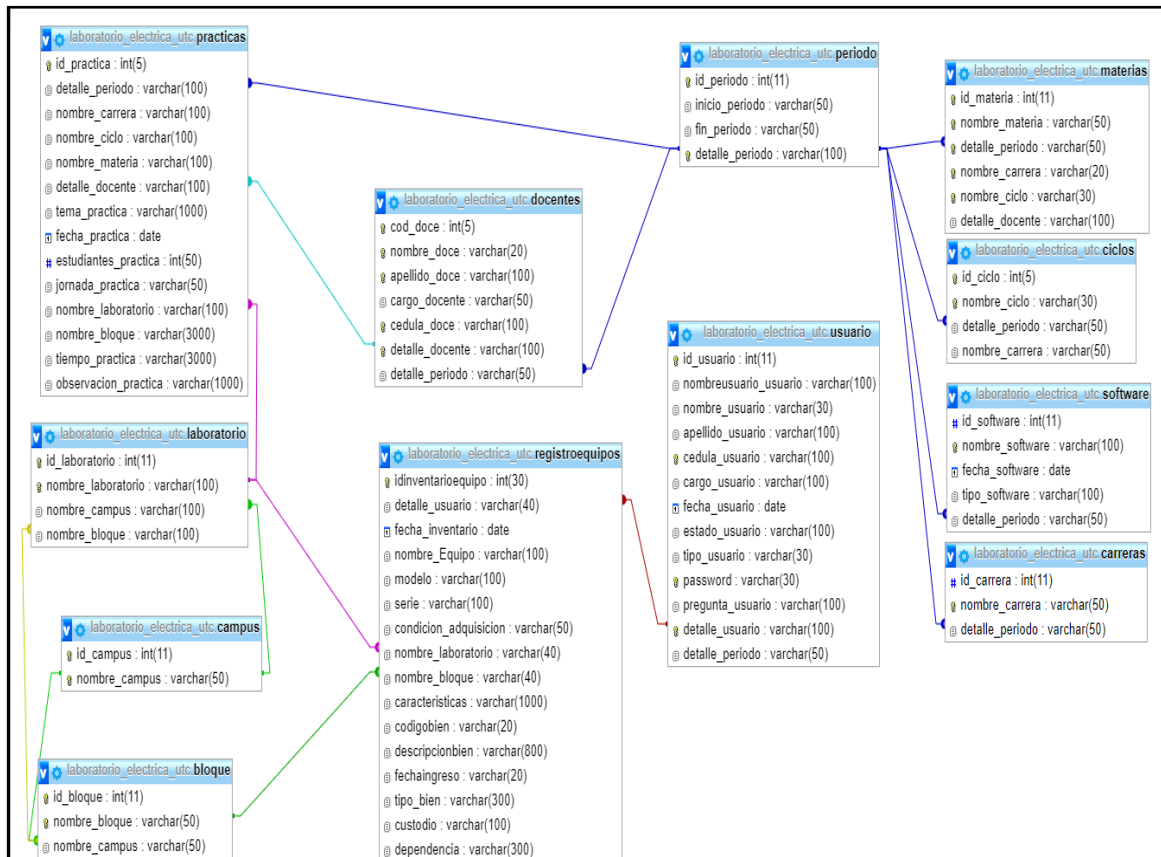 laboratorio_electrica_utc.practicas
id_practica : int(5)
detalle_periodo : varchar(100)
nombre_carrera : varchar(100)
nombre_ciclo : varchar(100)
nombre_materia : varchar(100)
detalle_docente : varchar(100)
tema_practica : varchar(1000)
fecha_practica : date
estudiantes_practica : int(50)
jornada_practica : varchar(50)
nombre_laboratorio : varchar(100)
nombre_bloque : varchar(3000)
tiempo_practica : varchar(3000)
observacion_practica : varchar(1000)
laboratorio_electrica_utc.periodo
id_periodo : int(11)
inicio_periodo : varchar(50)
fin_periodo : varchar(50)
detalle_periodo : varchar(100)
laboratorio_electrica_utc.materias
id_materia : int(11)
nombre_materia : varchar(50)
detalle_periodo : varchar(50)
nombre_carrera : varchar(20)
nombre_ciclo : varchar(30)
detalle_docente : varchar(100)
laboratorio_electrica_utc.docentes
cod_doce : int(5)
nombre_doce : varchar(20)
apellido_doce : varchar(100)
cargo_docente : varchar(50)
cedula_doce : varchar(100)
detalle_docente : varchar(100)
detalle_periodo : varchar(50)
laboratorio_electrica_utc.ciclos
id_ciclo : int(5)
nombre_ciclo : varchar(30)
detalle_periodo : varchar(50)
nombre_carrera : varchar(50)
laboratorio_electrica_utc.usuario
id_usuario : int(11)
nombreusuario_usuario : varchar(100)
nombre_usuario : varchar(30)
apellido_usuario : varchar(100)
cedula_usuario : varchar(100)
cargo_usuario : varchar(100)
fecha_usuario : date
estado_usuario : varchar(100)
tipo_usuario : varchar(30)
password : varchar(30)
pregunta_usuario : varchar(100)
detalle_usuario : varchar(100)
detalle_periodo : varchar(50)
laboratorio_electrica_utc.software
id_software : int(11)
nombre_software : varchar(100)
fecha_software : date
tipo_software : varchar(100)
detalle_periodo : varchar(50)
laboratorio_electrica_utc.laboratorio
id_laboratorio : int(11)
nombre_laboratorio : varchar(100)
nombre_campus : varchar(100)
nombre_bloque : varchar(100)
laboratorio_electrica_utc.registroequipos
idinventarioequipo : int(30)
detalle_usuario : varchar(40)
fecha_inventario : date
nombre_Equipo : varchar(100)
modelo : varchar(100)
serie : varchar(100)
condicion_adquisicion : varchar(50)
nombre_laboratorio : varchar(40)
nombre_bloque : varchar(40)
caracteristicas : varchar(1000)
codigobien : varchar(20)
descripcionbien : varchar(800)
fechaingreso : varchar(20)
tipo_bien : varchar(300)
custodio : varchar(100)
dependencia : varchar(300)
laboratorio_electrica_utc.carreras
id_carrera : int(11)
nombre_carrera : varchar(50)
detalle_periodo : varchar(50)
laboratorio_electrica_utc.campus
id_campus : int(11)
nombre_campus : varchar(50)
laboratorio_electrica_utc.bloque
id_bloque : int(11)
nombre_bloque : varchar(50)
nombre_campus : varchar(50)